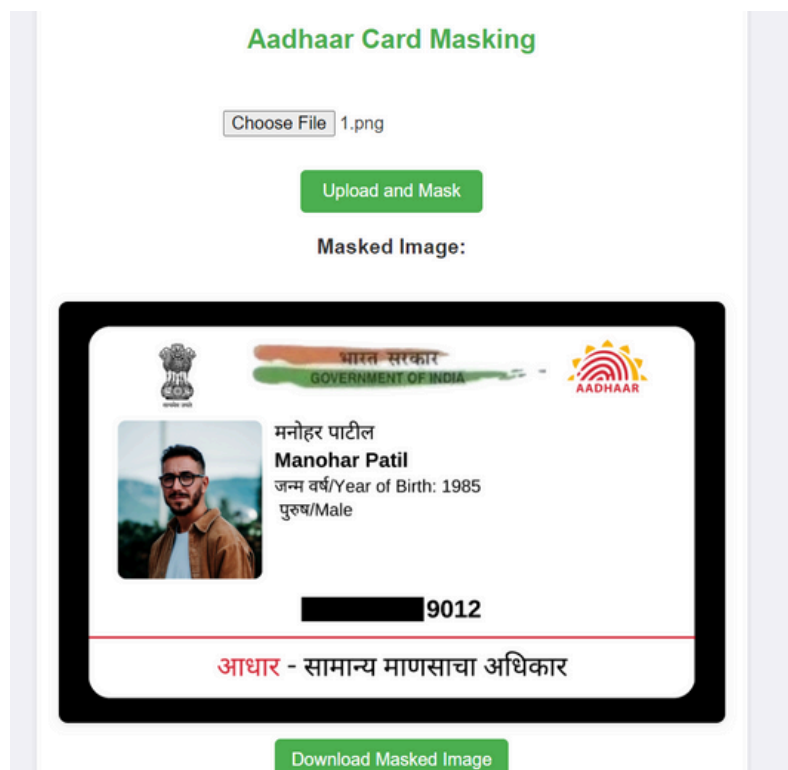 Aadhaar Card Masking
Choose File 1.png
Upload and Mask
Masked Image:
भारत सरकार
GOVERNMENT OF INDIA
AADHAAR
मनोहर पाटील
Manohar Patil
जन्म वर्ष/Year of Birth: 1985
पुरुष/Male
9012
आधार - सामान्य माणसाचा अधिकार
Download Masked Image